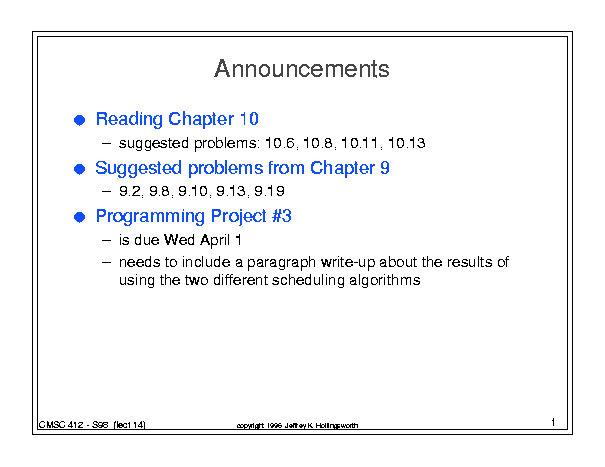 Announcements
Reading Chapter 10
– suggested problems: 10.6, 10.8, 10.11, 10.13
Suggested problems from Chapter 9
– 9.2, 9.8, 9.10, 9.13, 9.19
Programming Project #3
– is due Wed April 1
– needs to include a paragraph write-up about the results of
using the two different scheduling algorithms
CMSC 412 - S98 (lect 14)
copyright 1996 Jeffrey K. Hollingsworth
1